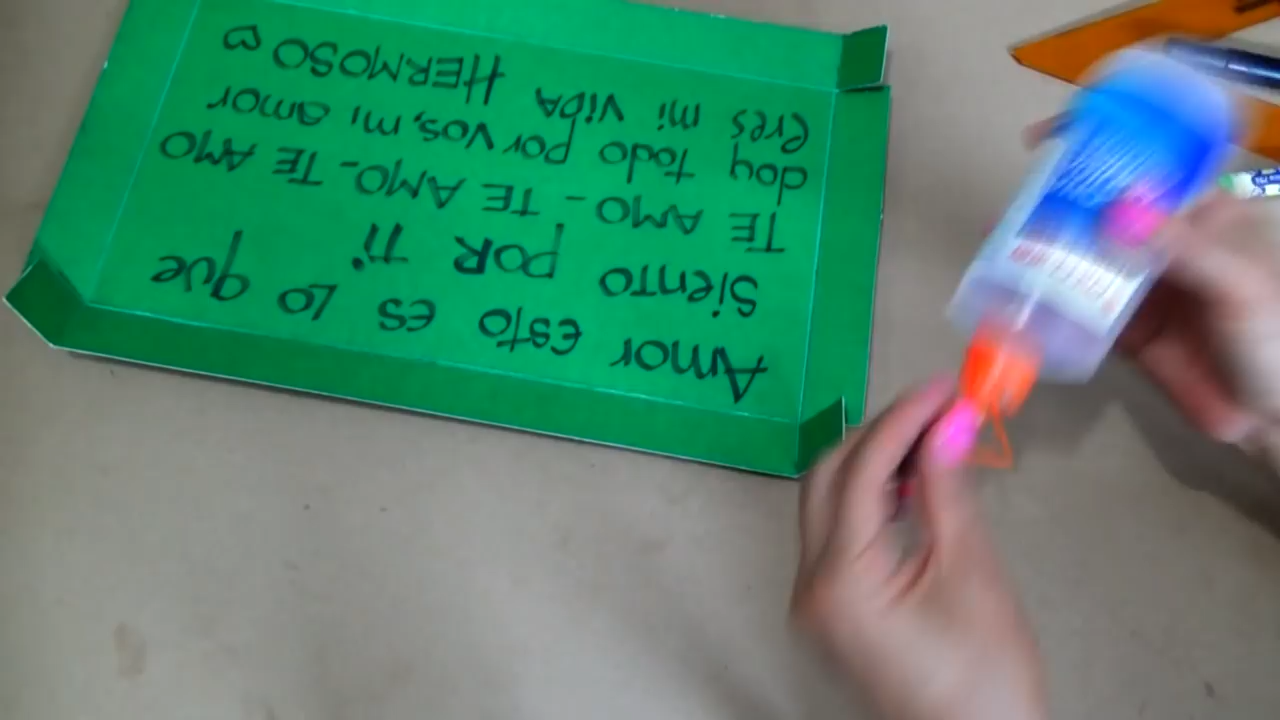 Amor ESTO ES LO que
Siento POR Ti.
TE AMO - TE AMO - TE AMO
doy todo por vos, mi amor
eres mi ViDA HERMOSO ♡